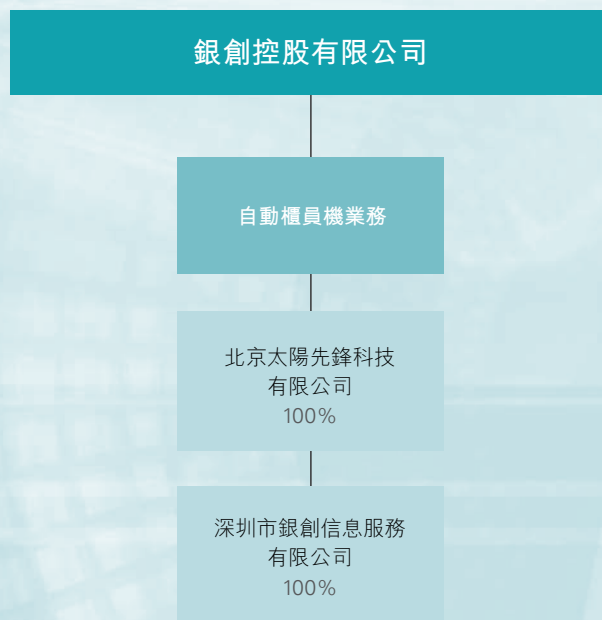 銀創控股有限公司
自動櫃員機業務
北京太陽先鋒科技
有限公司
100%
深圳市銀創信息服務
有限公司
100%